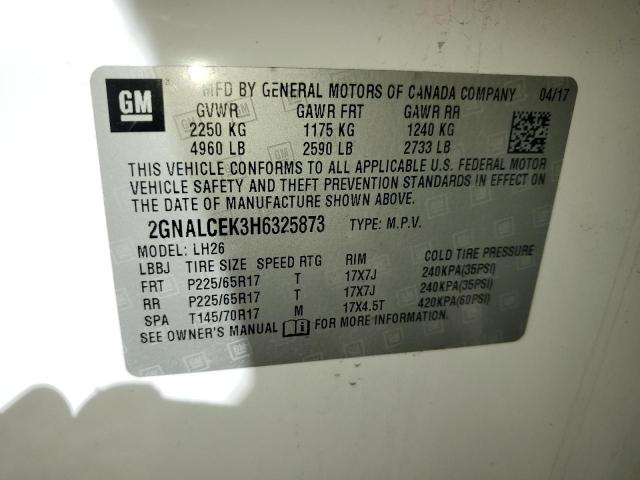 GM
MFD BY GENERAL MOTORS OF CANADA COMPANY 04/17
GVWR GAWR FRT GAWR RR
2250 KG 1175 KG 1240 KG
4960 LB 2590 LB 2733 LB
THIS VEHICLE CONFORMS TO ALL APPLICABLE U.S. FEDERAL MOTOR
VEHICLE SAFETY AND THEFT PREVENTION STANDARDS IN EFFECT ON
THE DATE OF MANUFACTURE SHOWN ABOVE.
2GNALCEK3H6325873 TYPE: M.P.V.
MODEL: LH26
LBBJ TIRE SIZE SPEED RTG RIM COLD TIRE PRESSURE
FRT P225/65R17 T 17X7J 240KPA(35PSI)
RR P225/65R17 T 17X7J 240KPA(35PSI)
SPA T145/70R17 M 17X4.5T 420KPA(60PSI)
SEE OWNER'S MANUAL FOR MORE INFORMATION.